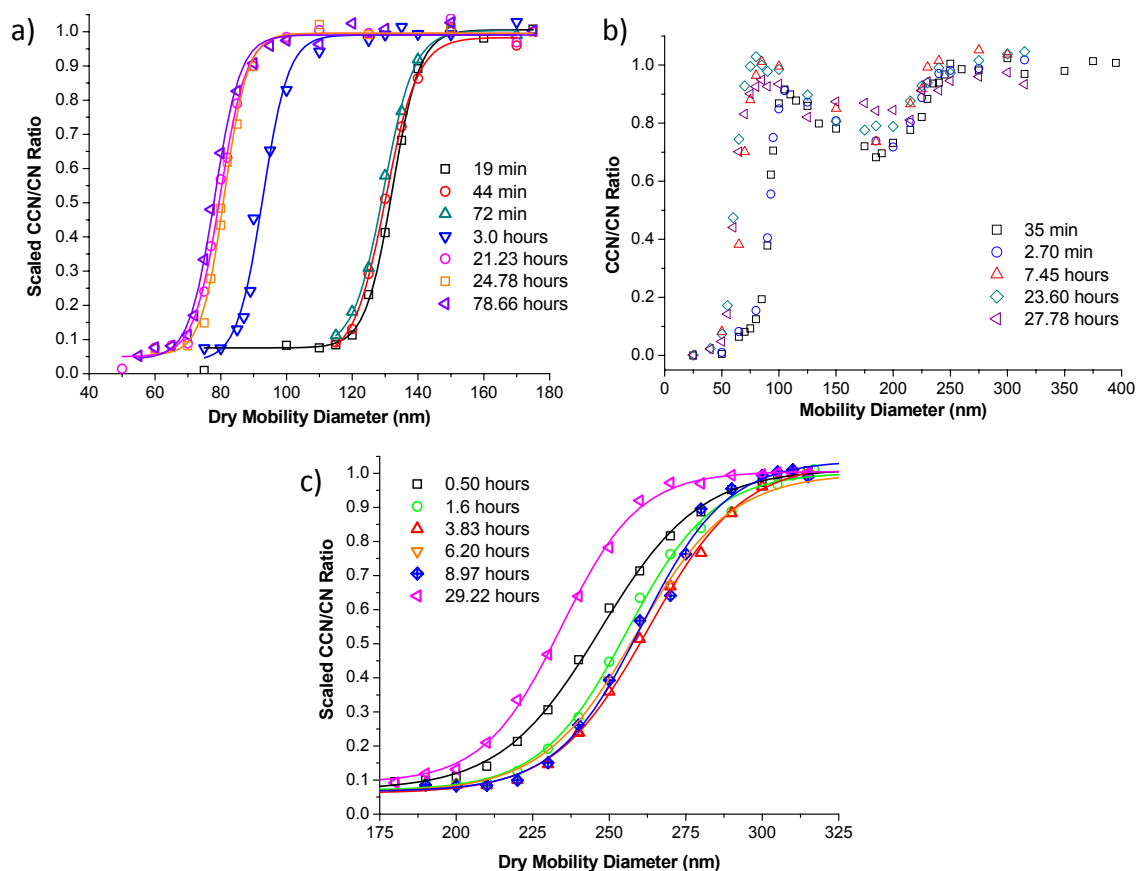 a)
Scaled CCN/CN Ratio
1.0
0.9
0.8
0.7
0.6
0.5
0.4
0.3
0.2
0.1
0.0
19 min
44 min
72 min
3.0 hours
21.23 hours
24.78 hours
78.66 hours
40 60 80 100 120 140 160 180
Dry Mobility Diameter (nm)
b)
CCN/CN Ratio
1.0
0.8
0.6
0.4
0.2
0.0
35 min
2.70 min
7.45 hours
23.60 hours
27.78 hours
0 50 100 150 200 250 300 350 400
Mobility Diameter (nm)
c)
Scaled CCN/CN Ratio
1.0
0.9
0.8
0.7
0.6
0.5
0.4
0.3
0.2
0.1
0.0
0.50 hours
1.6 hours
3.83 hours
6.20 hours
8.97 hours
29.22 hours
175 200 225 250 275 300 325
Dry Mobility Diameter (nm)